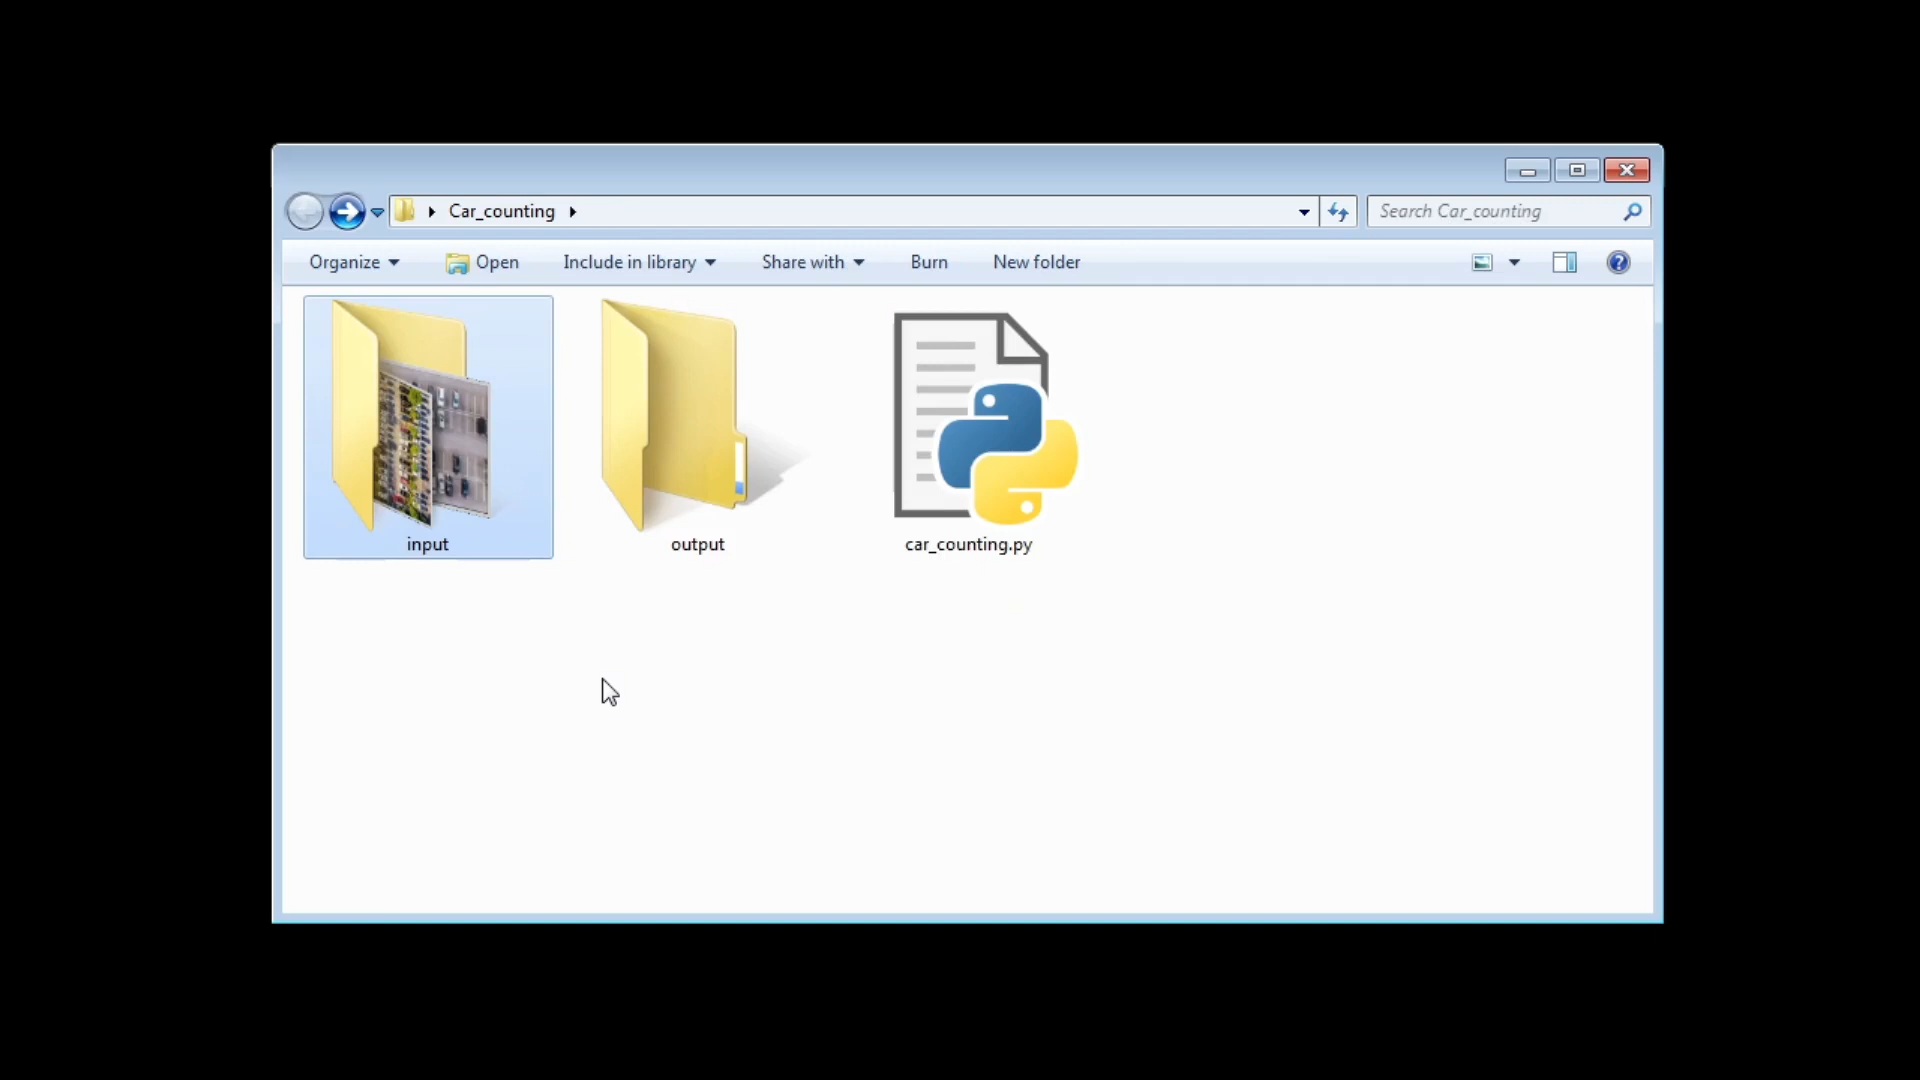 Car_counting
Search Car_counting
Organize Open Include in library Share with Burn New folder
input output car_counting.py